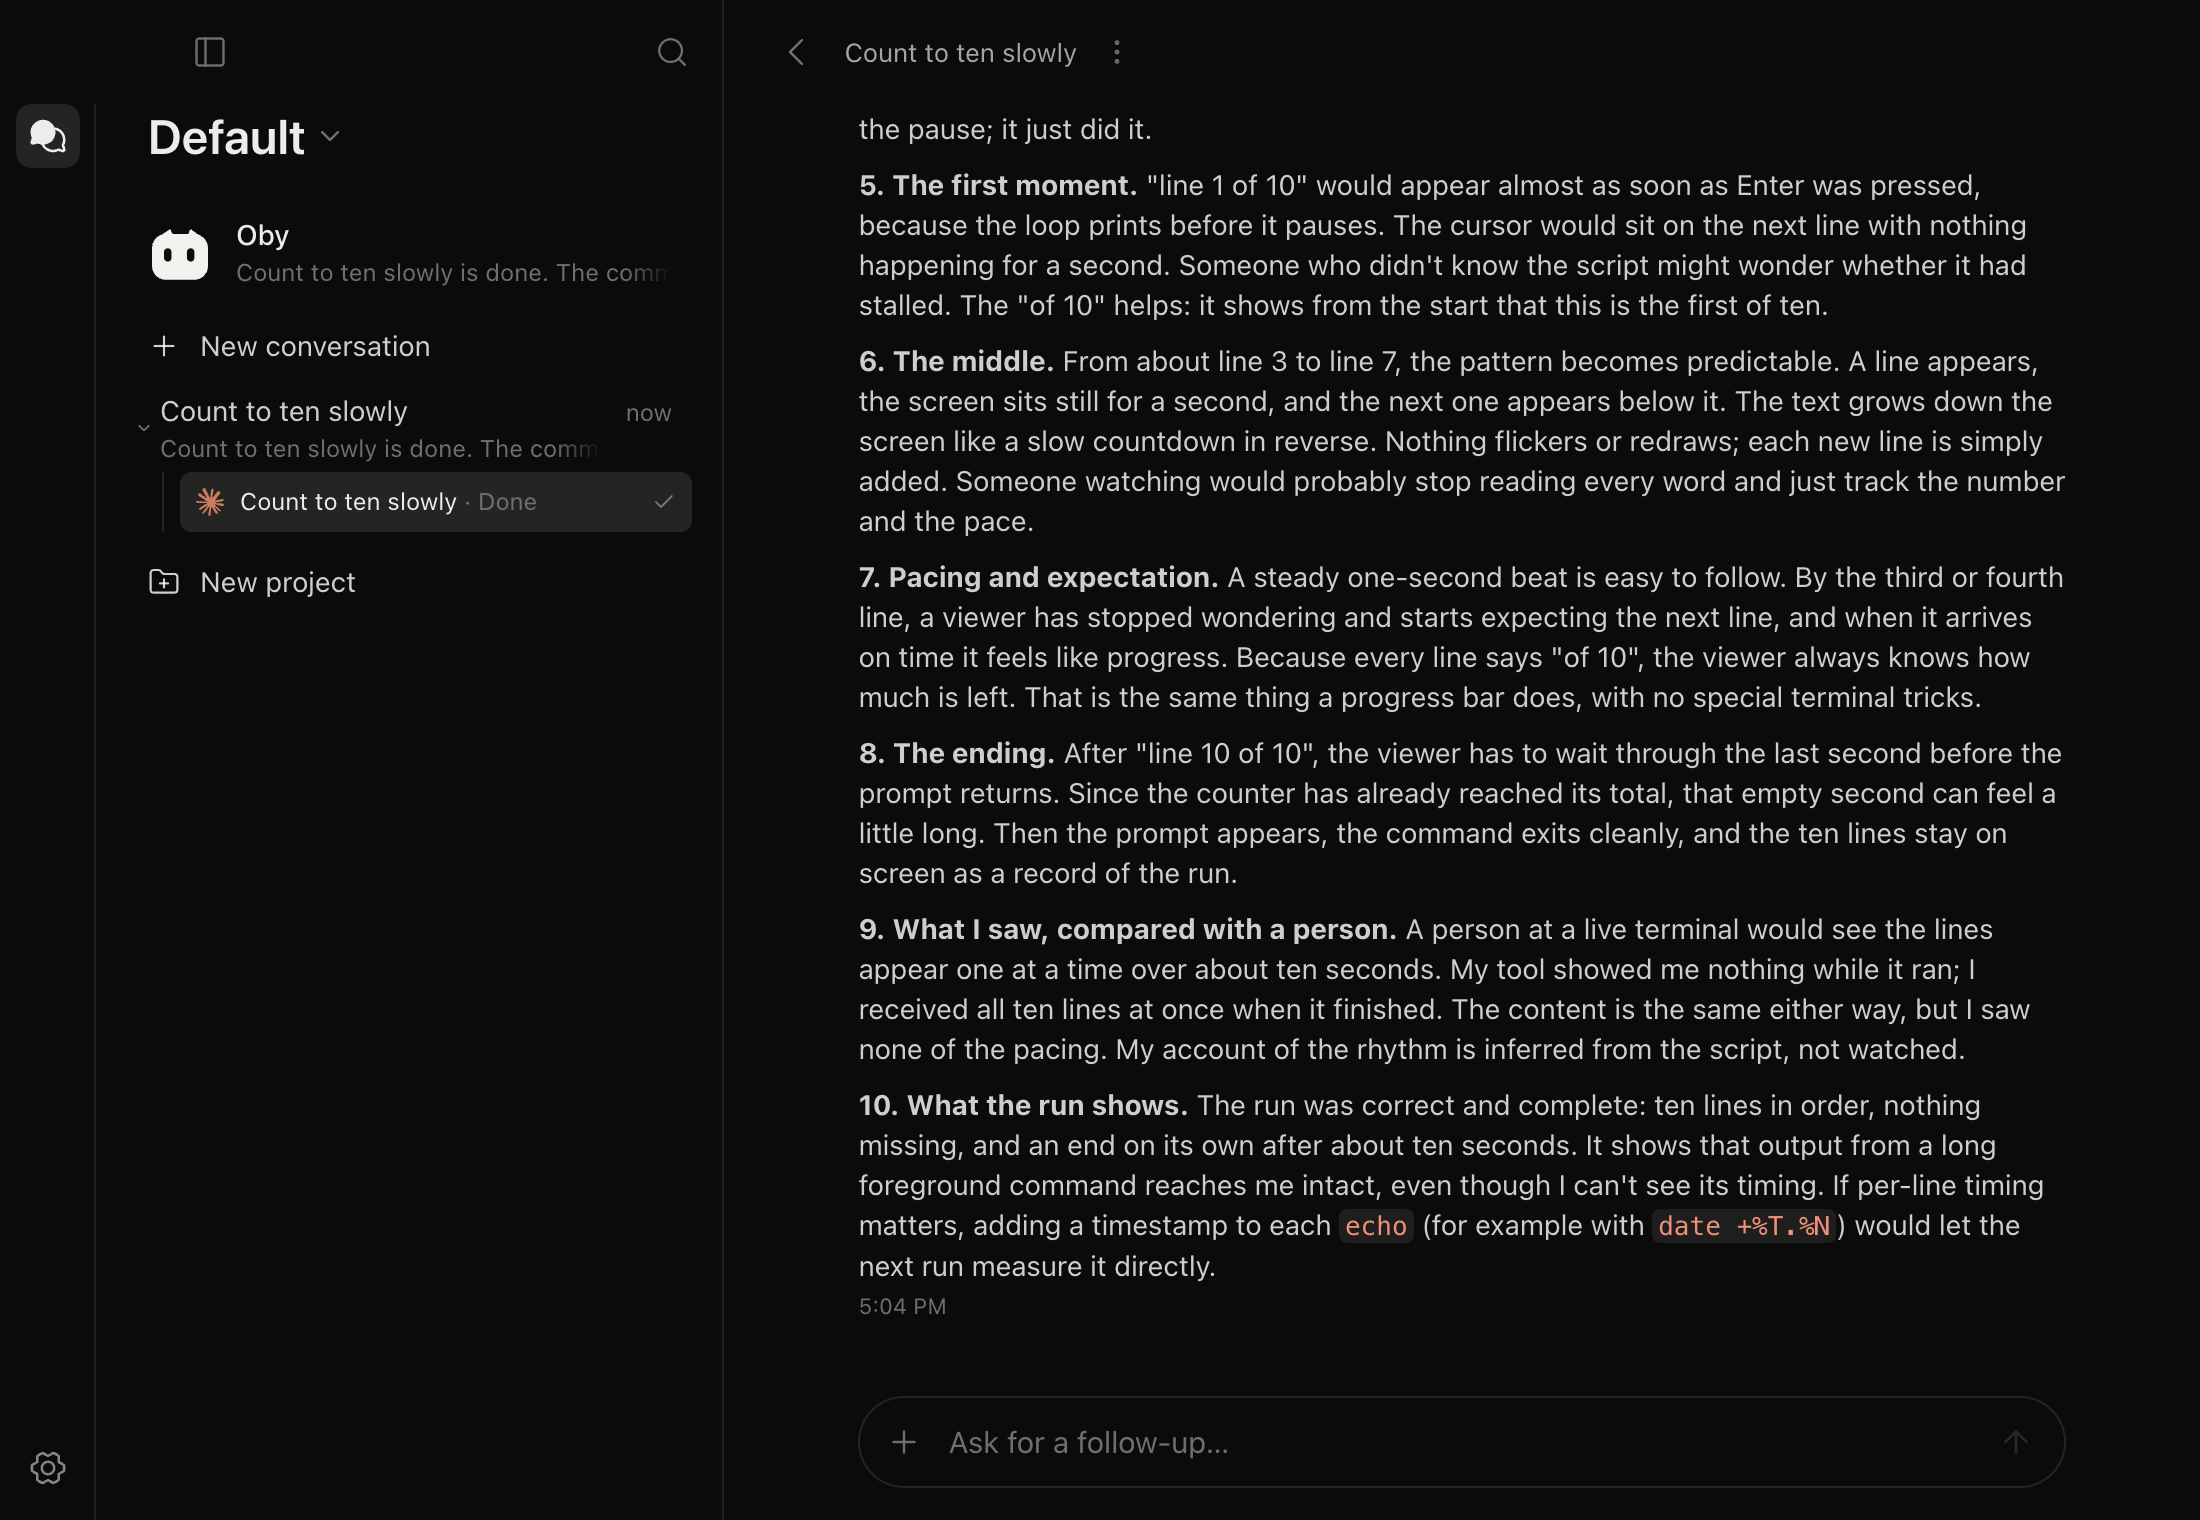 Default
Oby
Count to ten slowly is done. The comm
New conversation
Count to ten slowly
now
Count to ten slowly is done. The comm
Count to ten slowly · Done
New project
Count to ten slowly
the pause; it just did it.
5. The first moment. "line 1 of 10" would appear almost as soon as Enter was pressed,
because the loop prints before it pauses. The cursor would sit on the next line with nothing
happening for a second. Someone who didn't know the script might wonder whether it had
stalled. The "of 10" helps: it shows from the start that this is the first of ten.
6. The middle. From about line 3 to line 7, the pattern becomes predictable. A line appears,
the screen sits still for a second, and the next one appears below it. The text grows down the
screen like a slow countdown in reverse. Nothing flickers or redraws; each new line is simply
added. Someone watching would probably stop reading every word and just track the number
and the pace.
7. Pacing and expectation. A steady one-second beat is easy to follow. By the third or fourth
line, a viewer has stopped wondering and starts expecting the next line, and when it arrives
on time it feels like progress. Because every line says "of 10", the viewer always knows how
much is left. That is the same thing a progress bar does, with no special terminal tricks.
8. The ending. After "line 10 of 10", the viewer has to wait through the last second before the
prompt returns. Since the counter has already reached its total, that empty second can feel a
little long. Then the prompt appears, the command exits cleanly, and the ten lines stay on
screen as a record of the run.
9. What I saw, compared with a person. A person at a live terminal would see the lines
appear one at a time over about ten seconds. My tool showed me nothing while it ran; I
received all ten lines at once when it finished. The content is the same either way, but I saw
none of the pacing. My account of the rhythm is inferred from the script, not watched.
10. What the run shows. The run was correct and complete: ten lines in order, nothing
missing, and an end on its own after about ten seconds. It shows that output from a long
foreground command reaches me intact, even though I can't see its timing. If per-line timing
matters, adding a timestamp to each echo (for example with date +%T.%N) would let the
next run measure it directly.
5:04 PM
Ask for a follow-up...